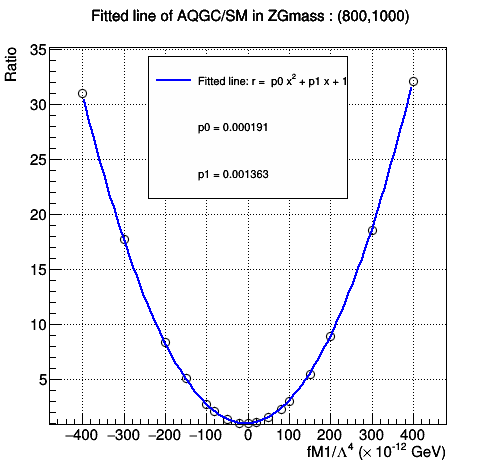 Fitted line of AQGC/SM in ZGmass : (800,1000)
Ratio
35
30
25
20
15
10
5
Fitted line: r = p0 x² + p1 x + 1
p0 = 0.000191
p1 = 0.001363
−400 −300 −200 −100 0 100 200 300 400
fM1/Λ⁴ (× 10⁻¹² GeV)